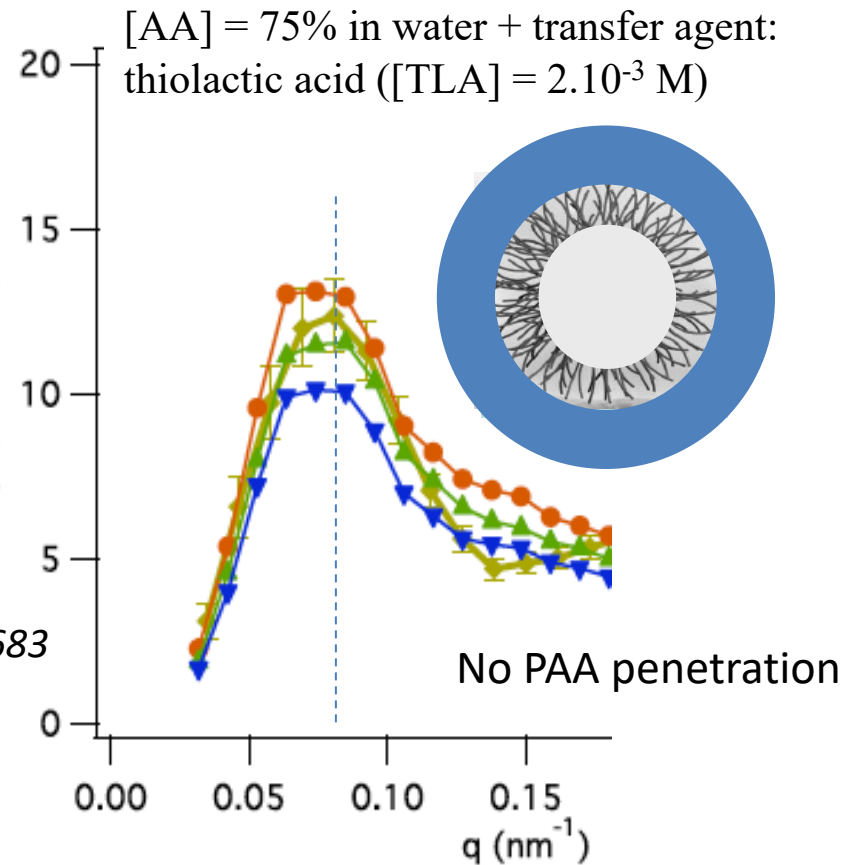 [AA] = 75% in water + transfer agent:
thiolactic acid ([TLA] = 2.10⁻³ M)
20
15
10
5
0
683
No PAA penetration
0.00 0.05 0.10 0.15
q (nm⁻¹)